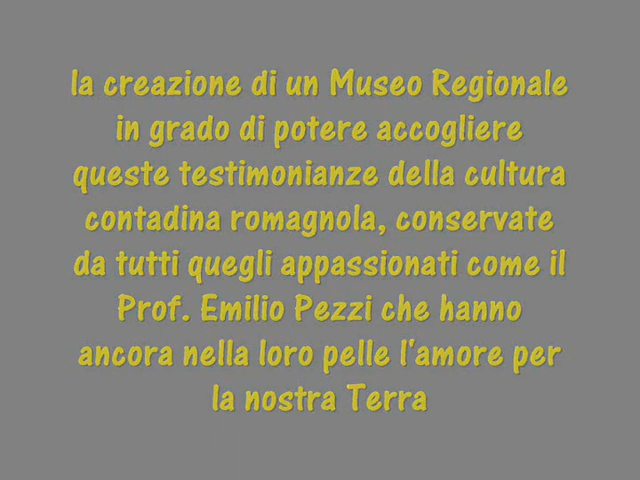 la creazione di un Museo Regionale
in grado di potere accogliere
queste testimonianze della cultura
contadina romagnola, conservate
da tutti quegli appassionati come il
Prof. Emilio Pezzi che hanno
ancora nella loro pelle l'amore per
la nostra Terra